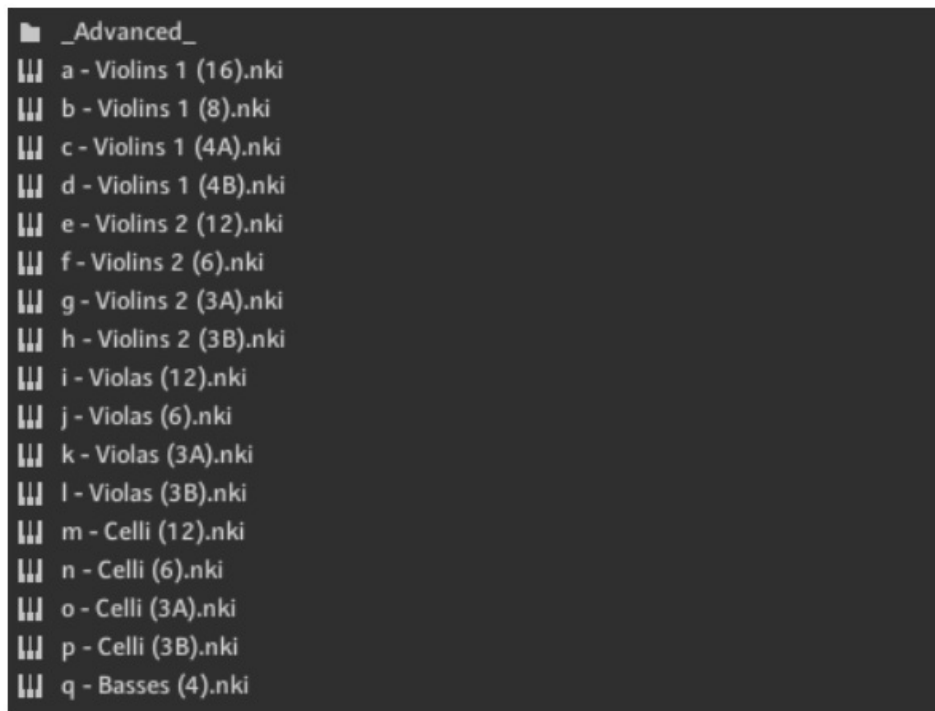 _Advanced_
a - Violins 1 (16).nki
b - Violins 1 (8).nki
c - Violins 1 (4A).nki
d - Violins 1 (4B).nki
e - Violins 2 (12).nki
f - Violins 2 (6).nki
g - Violins 2 (3A).nki
h - Violins 2 (3B).nki
i - Violas (12).nki
j - Violas (6).nki
k - Violas (3A).nki
l - Violas (3B).nki
m - Celli (12).nki
n - Celli (6).nki
o - Celli (3A).nki
p - Celli (3B).nki
q - Basses (4).nki